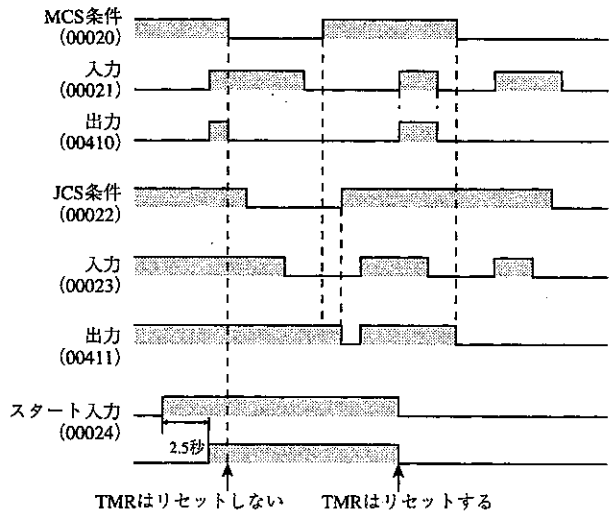 MCS条件
(00020)
入力
(00021)
出力
(00410)
JCS条件
(00022)
入力
(00023)
出力
(00411)
スタート入力
(00024)
2.5秒
TMRはリセットしない
TMRはリセットする